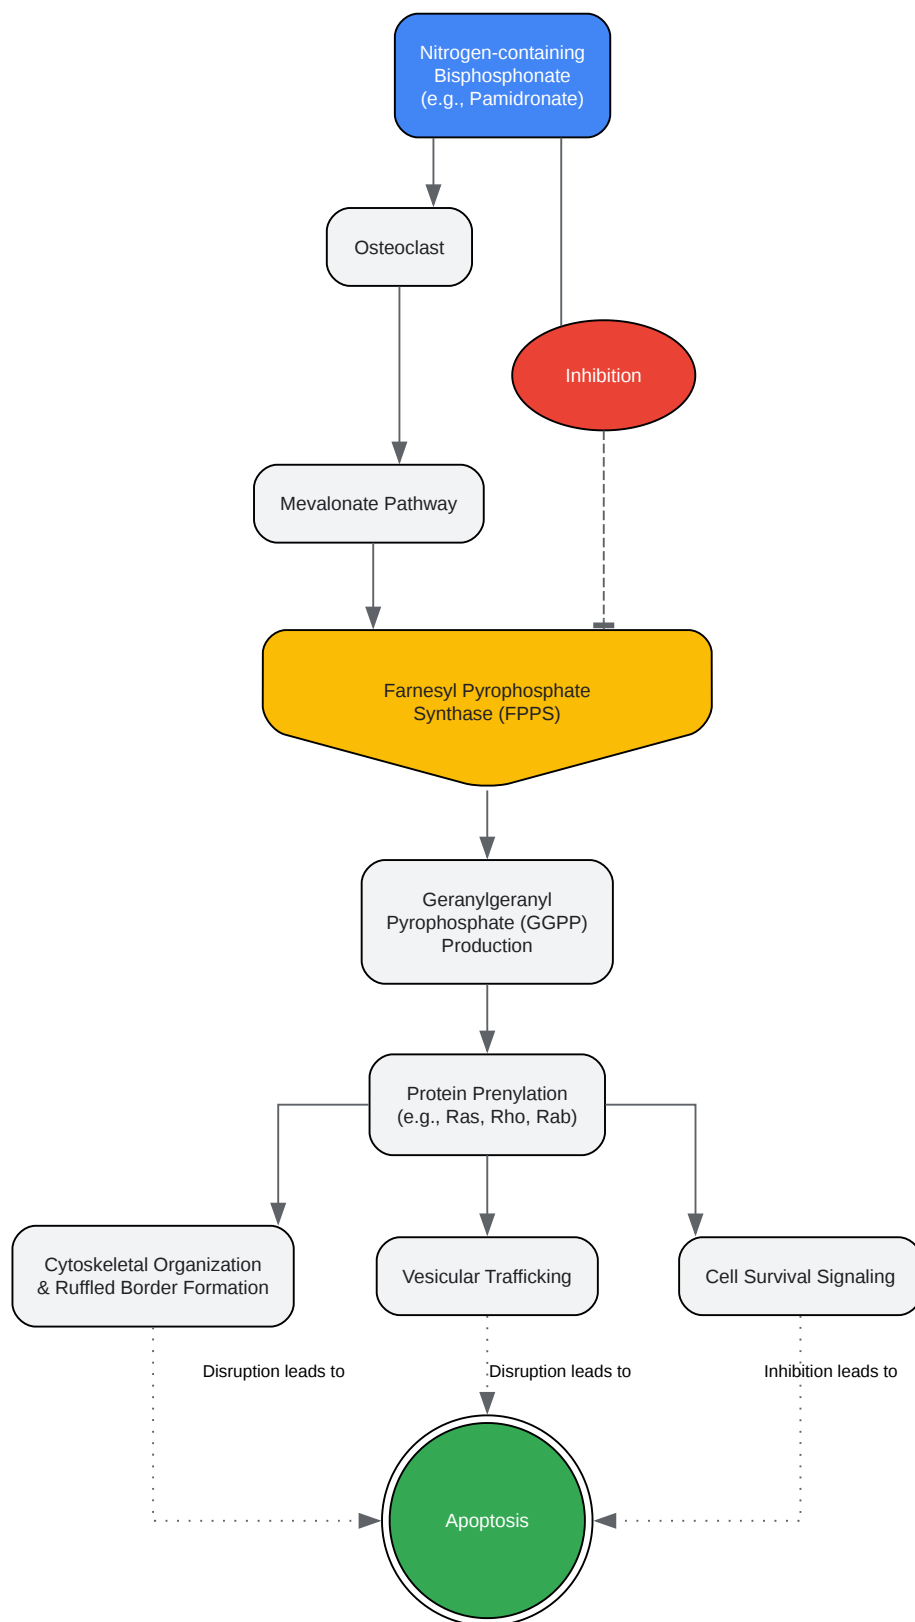 Nitrogen-containing
Bisphosphonate
(e.g., Pamidronate)
Osteoclast
Inhibition
Mevalonate Pathway
Farnesyl Pyrophosphate
Synthase (FPPS)
Geranylgeranyl
Pyrophosphate (GGPP)
Production
Protein Prenylation
(e.g., Ras, Rho, Rab)
Cytoskeletal Organization
& Ruffled Border Formation
Vesicular Trafficking
Cell Survival Signaling
Disruption leads to
Disruption leads to
Inhibition leads to
Apoptosis